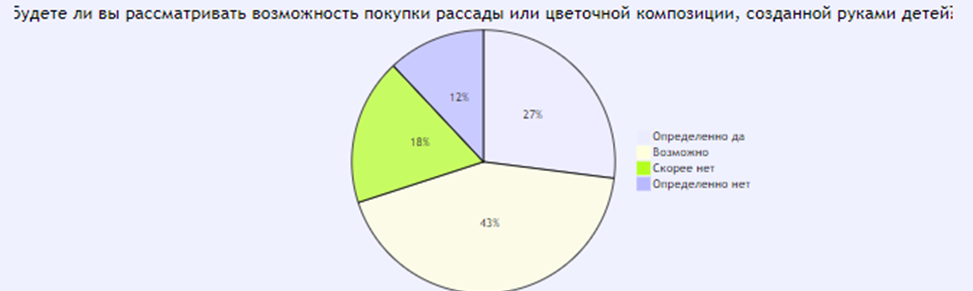 Будете ли вы рассматривать возможность покупки рассады или цветочной композиции, созданной руками детей?
12%
27%
18%
43%
Определенно да
Возможно
Скорее нет
Определенно нет